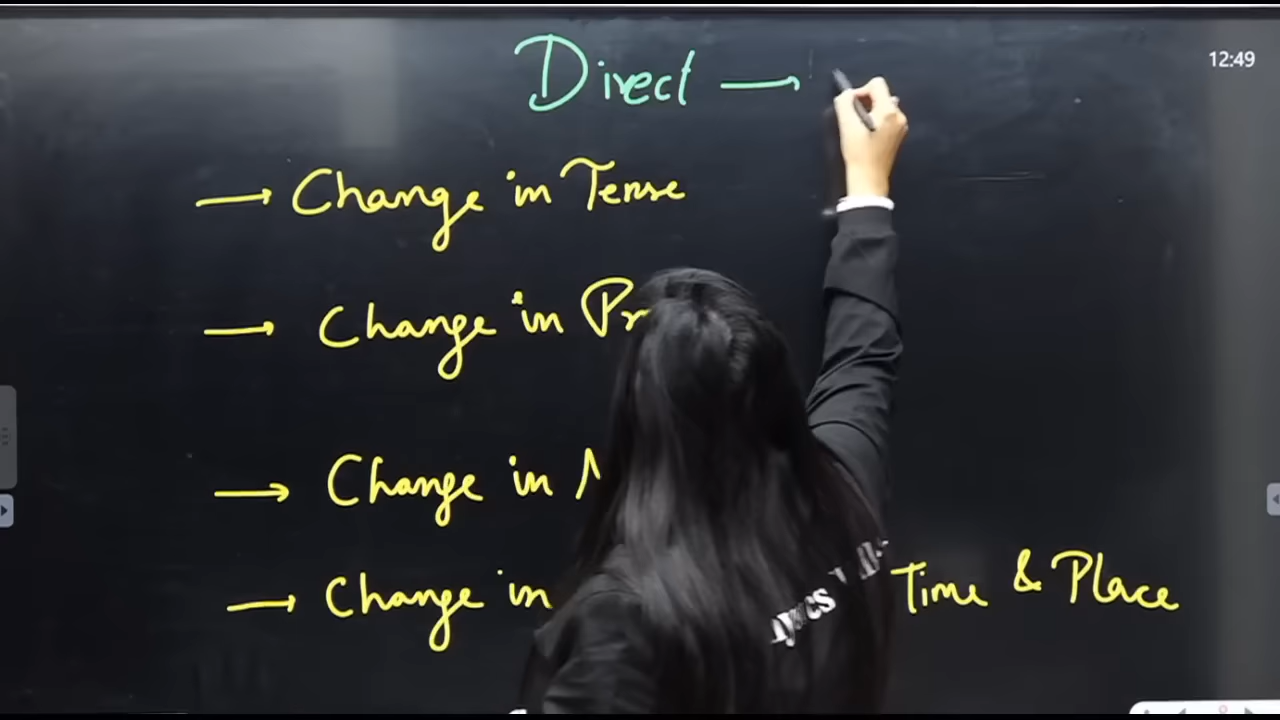 Direct →
12:49
→ Change in Tense
→ Change in
→ Change in
→ Change in Time & Place